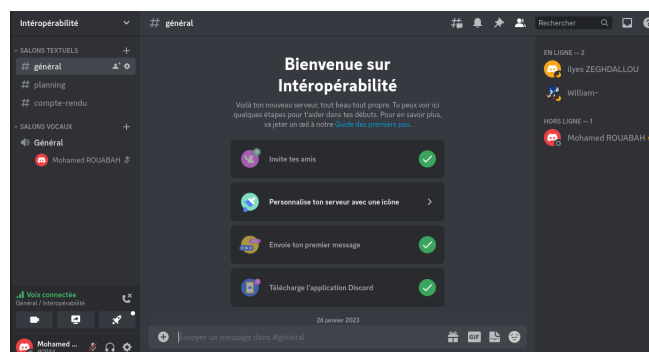 Intéropérabilité
général
Rechercher
SALONS TEXTUELS
général
planning
compte-rendu
SALONS VOCAUX
Général
Mohamed ROUABAH
Bienvenue sur
Intéropérabilité
Voilà ton nouveau serveur, tout beau tout propre. Tu peux voir ici
quelques étapes pour t'aider dans tes débuts. Pour en savoir plus,
va jeter un œil à notre Guide des premiers pas.
Invite tes amis
Personnalise ton serveur avec une icône
Envoie ton premier message
Télécharge l'application Discord
26 janvier 2023
EN LIGNE — 2
ilyes ZEGHDALLOU
William-
HORS LIGNE — 1
Mohamed ROUABAH
Voix connectée
Général / Intéropérabilité
Mohamed ...
Envoyer un message dans #général
GIF